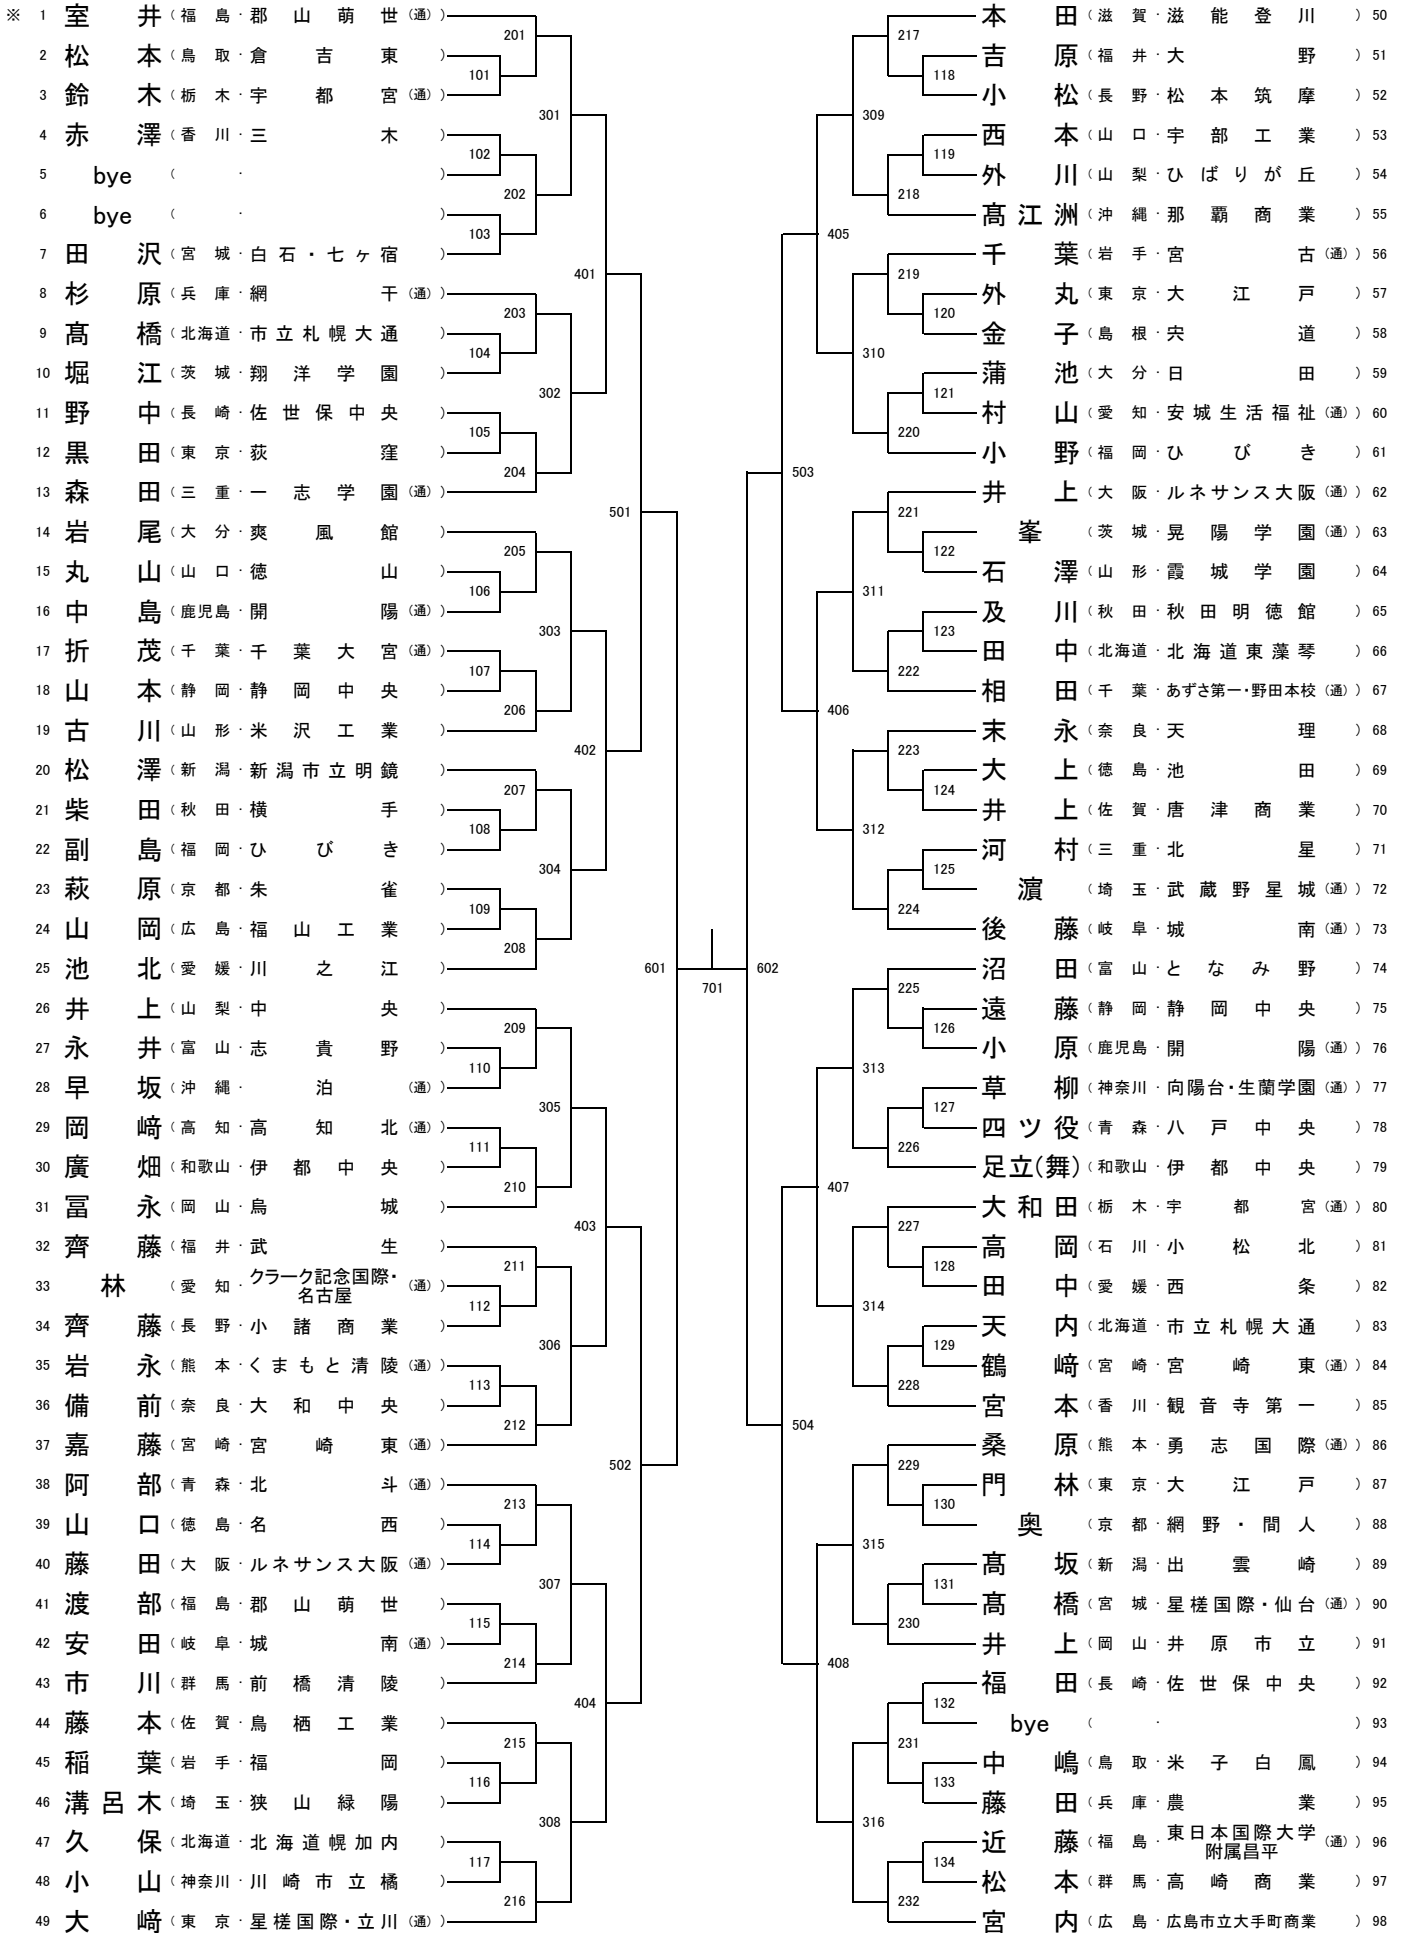 ※ 1 室井 (福島・郡山萌世(通))
2 松本 (鳥取・倉吉東)
3 鈴木 (栃木・宇都宮(通))
4 赤澤 (香川・三木)
5 bye (・)
6 bye (・)
7 田沢 (宮城・白石・七ヶ宿)
8 杉原 (兵庫・網干(通))
9 髙橋 (北海道・市立札幌大通)
10 堀江 (茨城・翔洋学園)
11 野中 (長崎・佐世保中央)
12 黒田 (東京・荻窪)
13 森田 (三重・一志学園(通))
14 岩尾 (大分・爽風館)
15 丸山 (山口・徳山)
16 中島 (鹿児島・開陽(通))
17 折茂 (千葉・千葉大宮(通))
18 山本 (静岡・静岡中央)
19 古川 (山形・米沢工業)
20 松澤 (新潟・新潟市立明鏡)
21 柴田 (秋田・横手)
22 副島 (福岡・ひびき)
23 萩原 (京都・朱雀)
24 山岡 (広島・福山工業)
25 池北 (愛媛・川之江)
26 井上 (山梨・中央)
27 永井 (富山・志貴野)
28 早坂 (沖縄・泊(通))
29 岡﨑 (高知・高知北(通))
30 廣畑 (和歌山・伊都中央)
31 冨永 (岡山・烏城)
32 齊藤 (福井・武生)
33 林 (愛知・クラーク記念国際・名古屋(通))
34 齊藤 (長野・小諸商業)
35 岩永 (熊本・くまもと清陵(通))
36 備前 (奈良・大和中央)
37 嘉藤 (宮崎・宮崎東(通))
38 阿部 (青森・北斗(通))
39 山口 (徳島・名西)
40 藤田 (大阪・ルネサンス大阪(通))
41 渡部 (福島・郡山萌世)
42 安田 (岐阜・城南(通))
43 市川 (群馬・前橋清陵)
44 藤本 (佐賀・鳥栖工業)
45 稲葉 (岩手・福岡)
46 溝呂木 (埼玉・狭山緑陽)
47 久保 (北海道・北海道幌加内)
48 小山 (神奈川・川崎市立橘)
49 大﨑 (東京・星槎国際・立川(通))
101
102
103
104
105
106
107
108
109
110
111
112
113
114
115
116
117
201
202
203
204
205
206
207
208
209
210
211
212
213
214
215
216
301
302
303
304
305
306
307
308
401
402
403
404
501
502
601
701
602
503
504
405
406
407
408
309
310
311
312
313
314
315
316
217
218
219
220
221
222
223
224
225
226
227
228
229
230
231
232
118
119
120
121
122
123
124
125
126
127
128
129
130
131
132
133
134
本田 (滋賀・滋能登川) 50
吉原 (福井・大野) 51
小松 (長野・松本筑摩) 52
西本 (山口・宇部工業) 53
外川 (山梨・ひばりが丘) 54
髙江洲 (沖縄・那覇商業) 55
千葉 (岩手・宮古(通)) 56
外丸 (東京・大江戸) 57
金子 (島根・宍道) 58
蒲池 (大分・日田) 59
村山 (愛知・安城生活福祉(通)) 60
小野 (福岡・ひびき) 61
井上 (大阪・ルネサンス大阪(通)) 62
峯 (茨城・晃陽学園(通)) 63
石澤 (山形・霞城学園) 64
及川 (秋田・秋田明徳館) 65
田中 (北海道・北海道東藻琴) 66
相田 (千葉・あずさ第一・野田本校(通)) 67
末永 (奈良・天理) 68
大上 (徳島・池田) 69
井上 (佐賀・唐津商業) 70
河村 (三重・北星) 71
濵 (埼玉・武蔵野星城(通)) 72
後藤 (岐阜・城南(通)) 73
沼田 (富山・となみ野) 74
遠藤 (静岡・静岡中央) 75
小原 (鹿児島・開陽(通)) 76
草柳 (神奈川・向陽台・生蘭学園(通)) 77
四ツ役 (青森・八戸中央) 78
足立(舞) (和歌山・伊都中央) 79
大和田 (栃木・宇都宮(通)) 80
高岡 (石川・小松北) 81
田中 (愛媛・西条) 82
天内 (北海道・市立札幌大通) 83
鶴﨑 (宮崎・宮崎東(通)) 84
宮本 (香川・観音寺第一) 85
桑原 (熊本・勇志国際(通)) 86
門林 (東京・大江戸) 87
奥 (京都・網野・間人) 88
髙坂 (新潟・出雲崎) 89
髙橋 (宮城・星槎国際・仙台(通)) 90
井上 (岡山・井原市立) 91
福田 (長崎・佐世保中央) 92
bye (・) 93
中嶋 (鳥取・米子白鳳) 94
藤田 (兵庫・農業) 95
近藤 (福島・東日本国際大学附属昌平(通)) 96
松本 (群馬・高崎商業) 97
宮内 (広島・広島市立大手町商業) 98